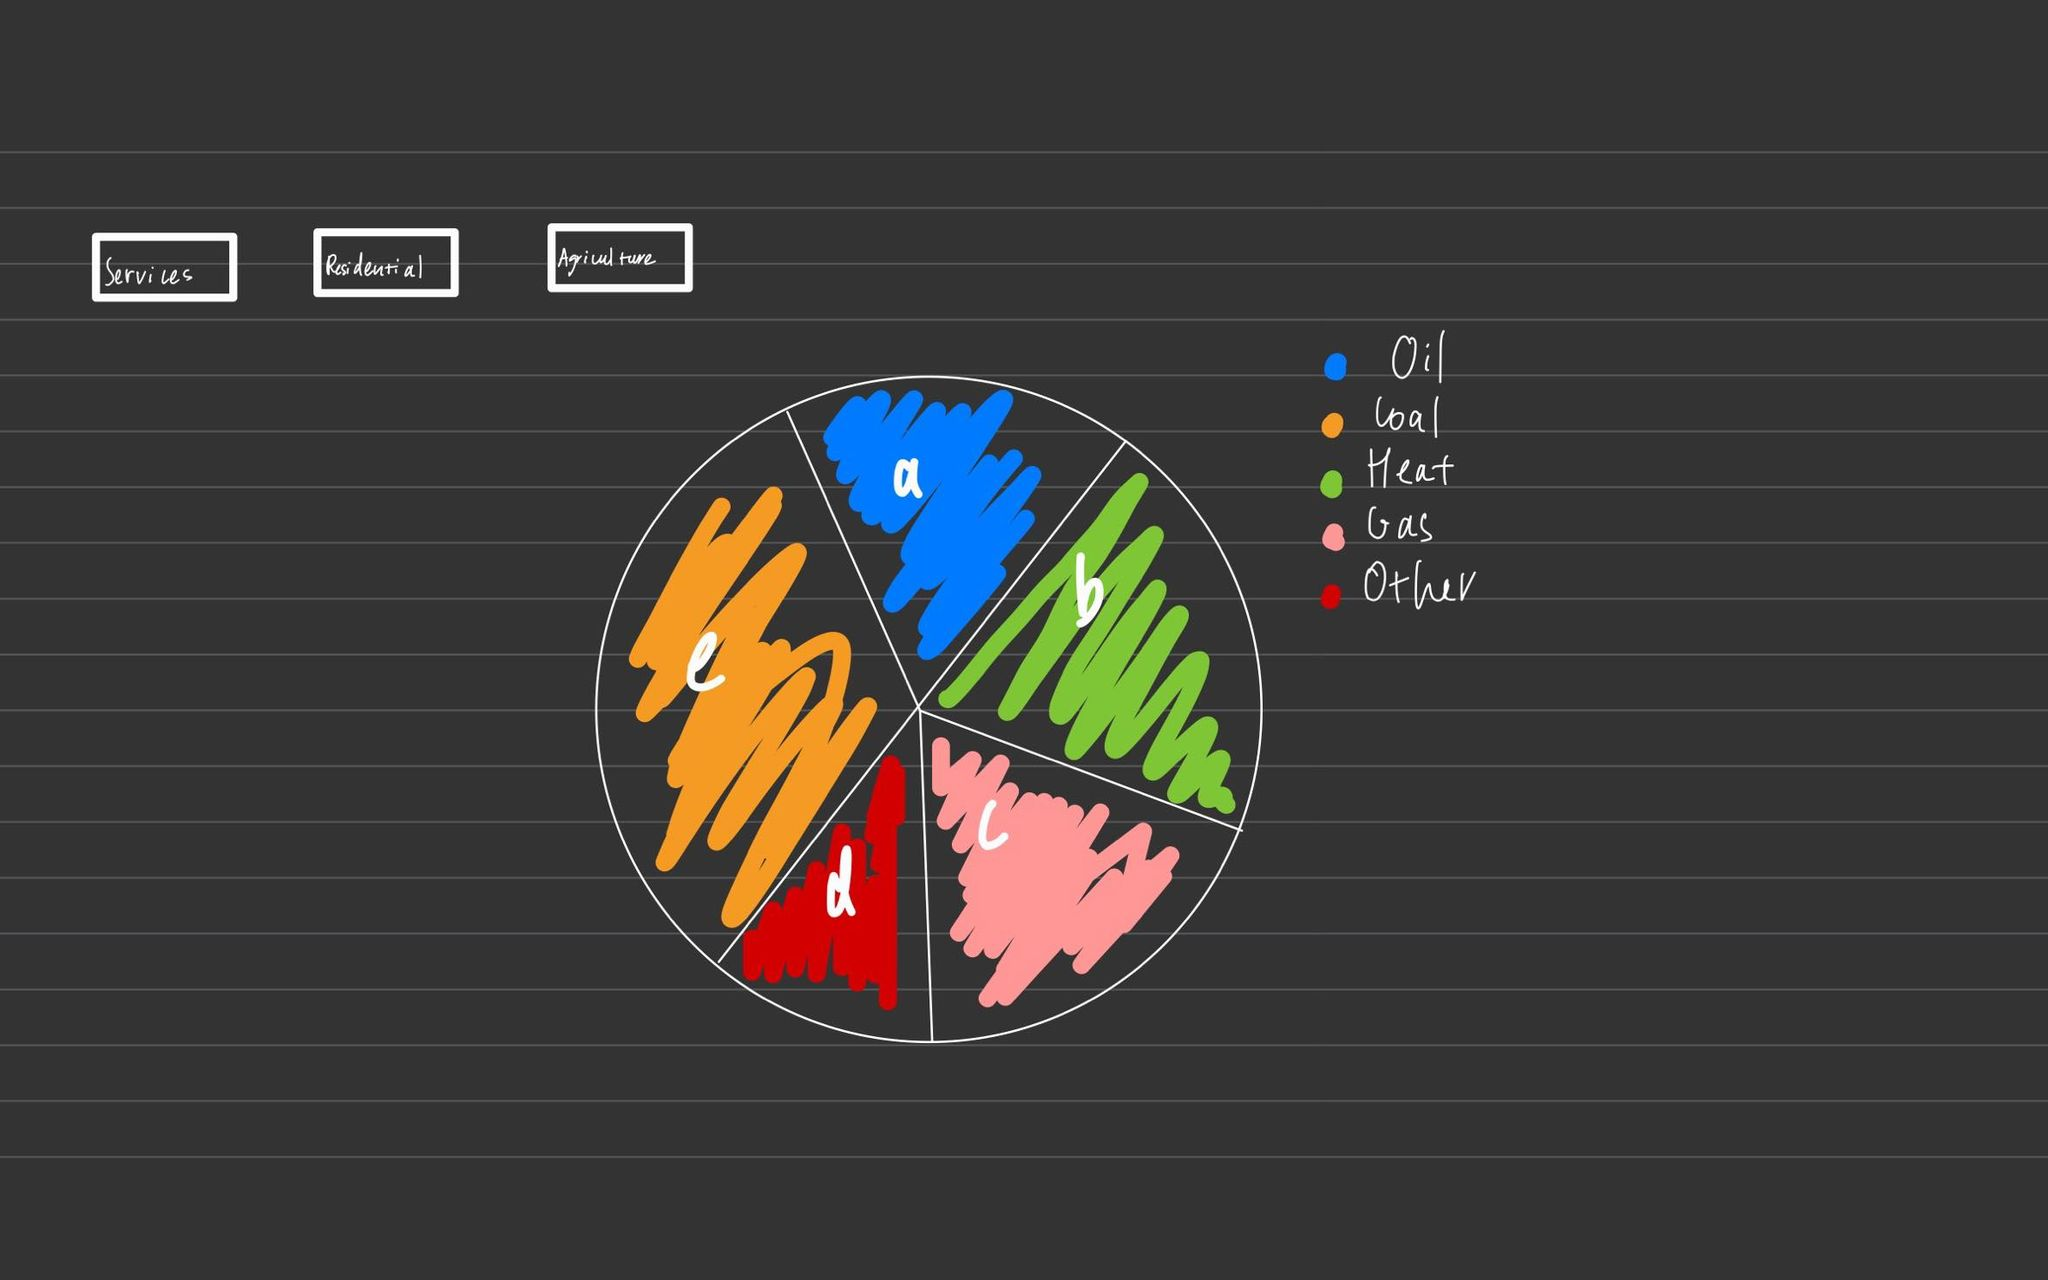 Services
Residential
Agriculture
Oil
Coal
Heat
Gas
Other
a
b
c
d
e